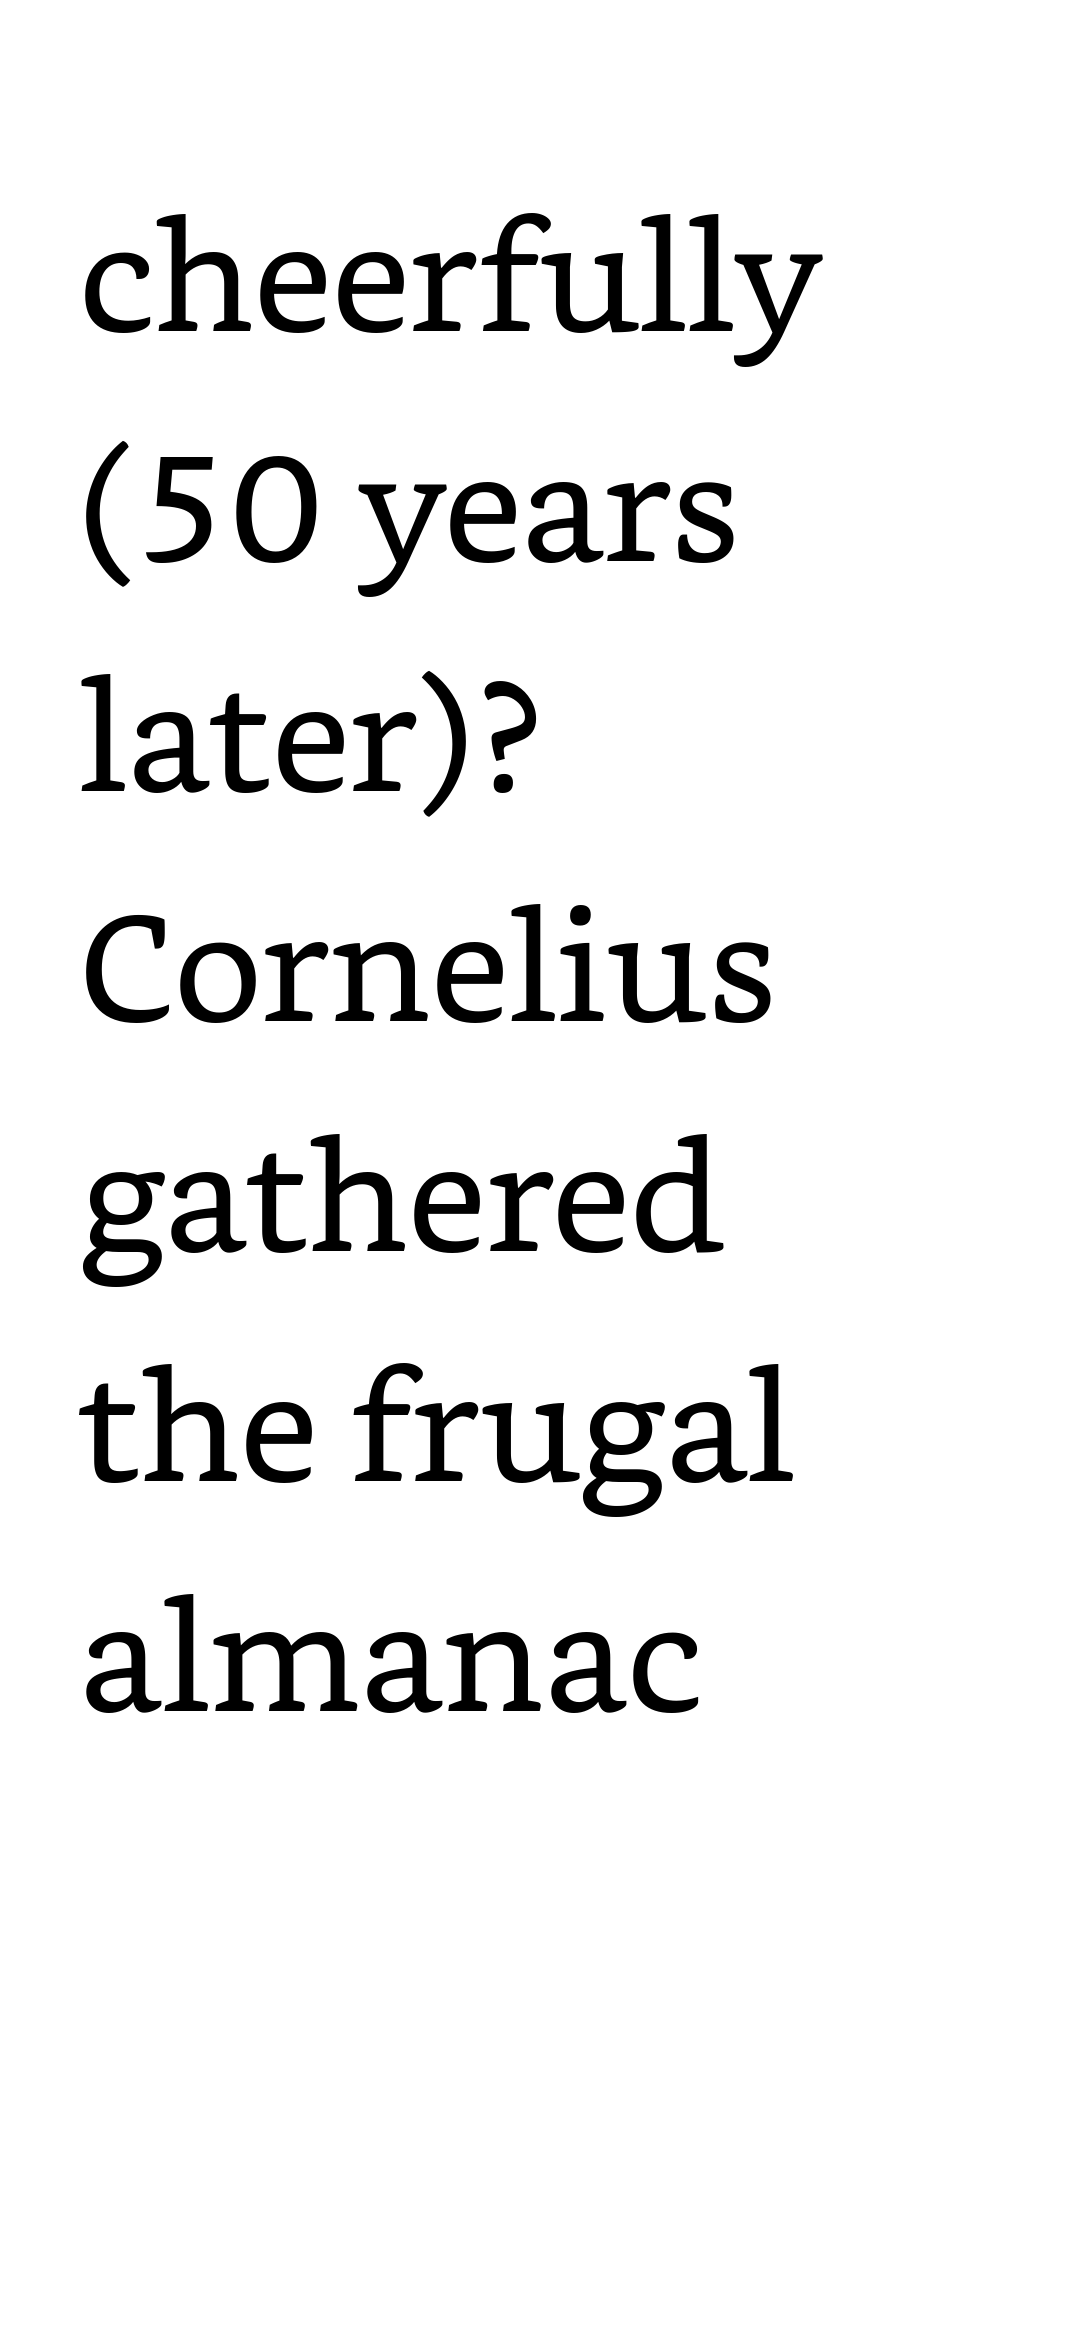 cheerfully
(50 years
later)?
Cornelius
gathered
the frugal
almanac